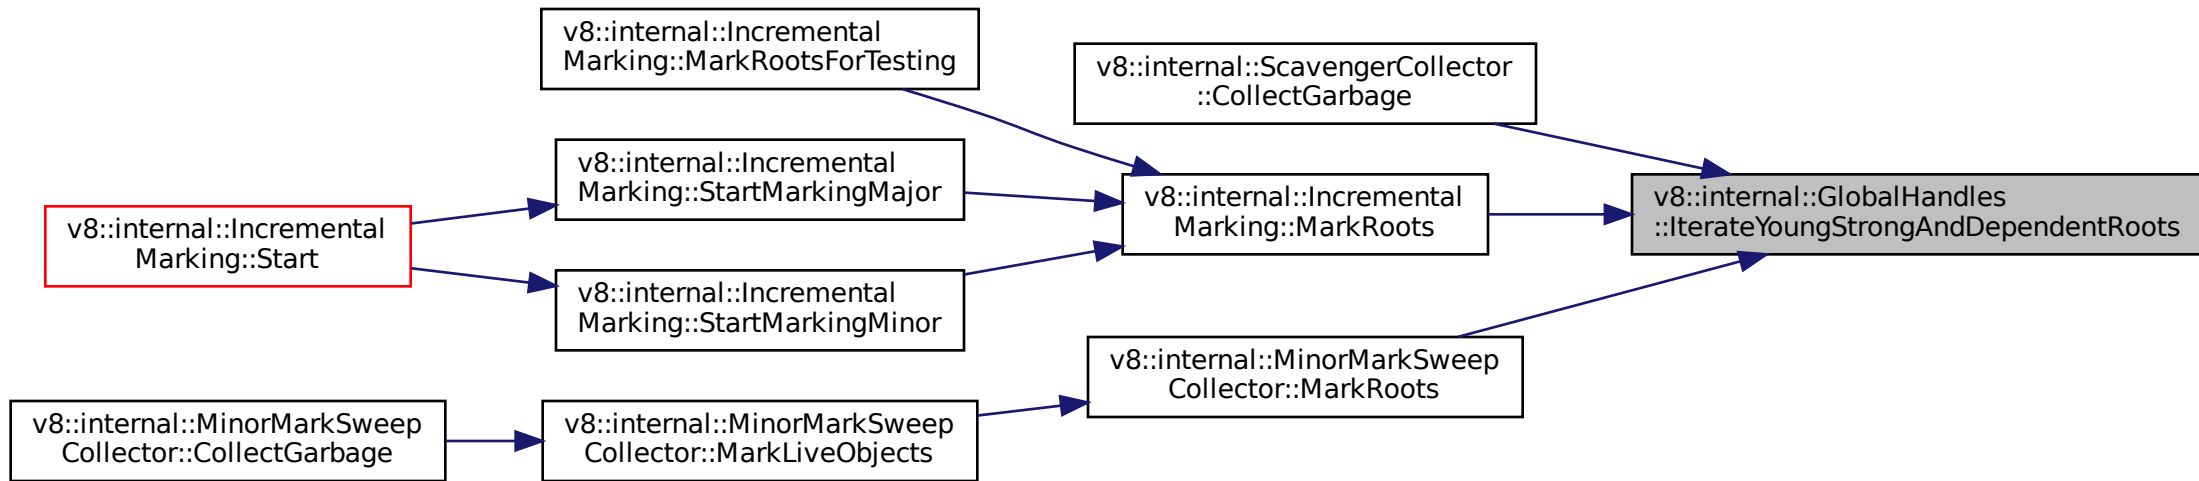 v8::internal::Incremental
Marking::MarkRootsForTesting
v8::internal::ScavengerCollector
::CollectGarbage
v8::internal::Incremental
Marking::StartMarkingMajor
v8::internal::Incremental
Marking::MarkRoots
v8::internal::GlobalHandles
::IterateYoungStrongAndDependentRoots
v8::internal::Incremental
Marking::Start
v8::internal::Incremental
Marking::StartMarkingMinor
v8::internal::MinorMarkSweep
Collector::MarkRoots
v8::internal::MinorMarkSweep
Collector::CollectGarbage
v8::internal::MinorMarkSweep
Collector::MarkLiveObjects